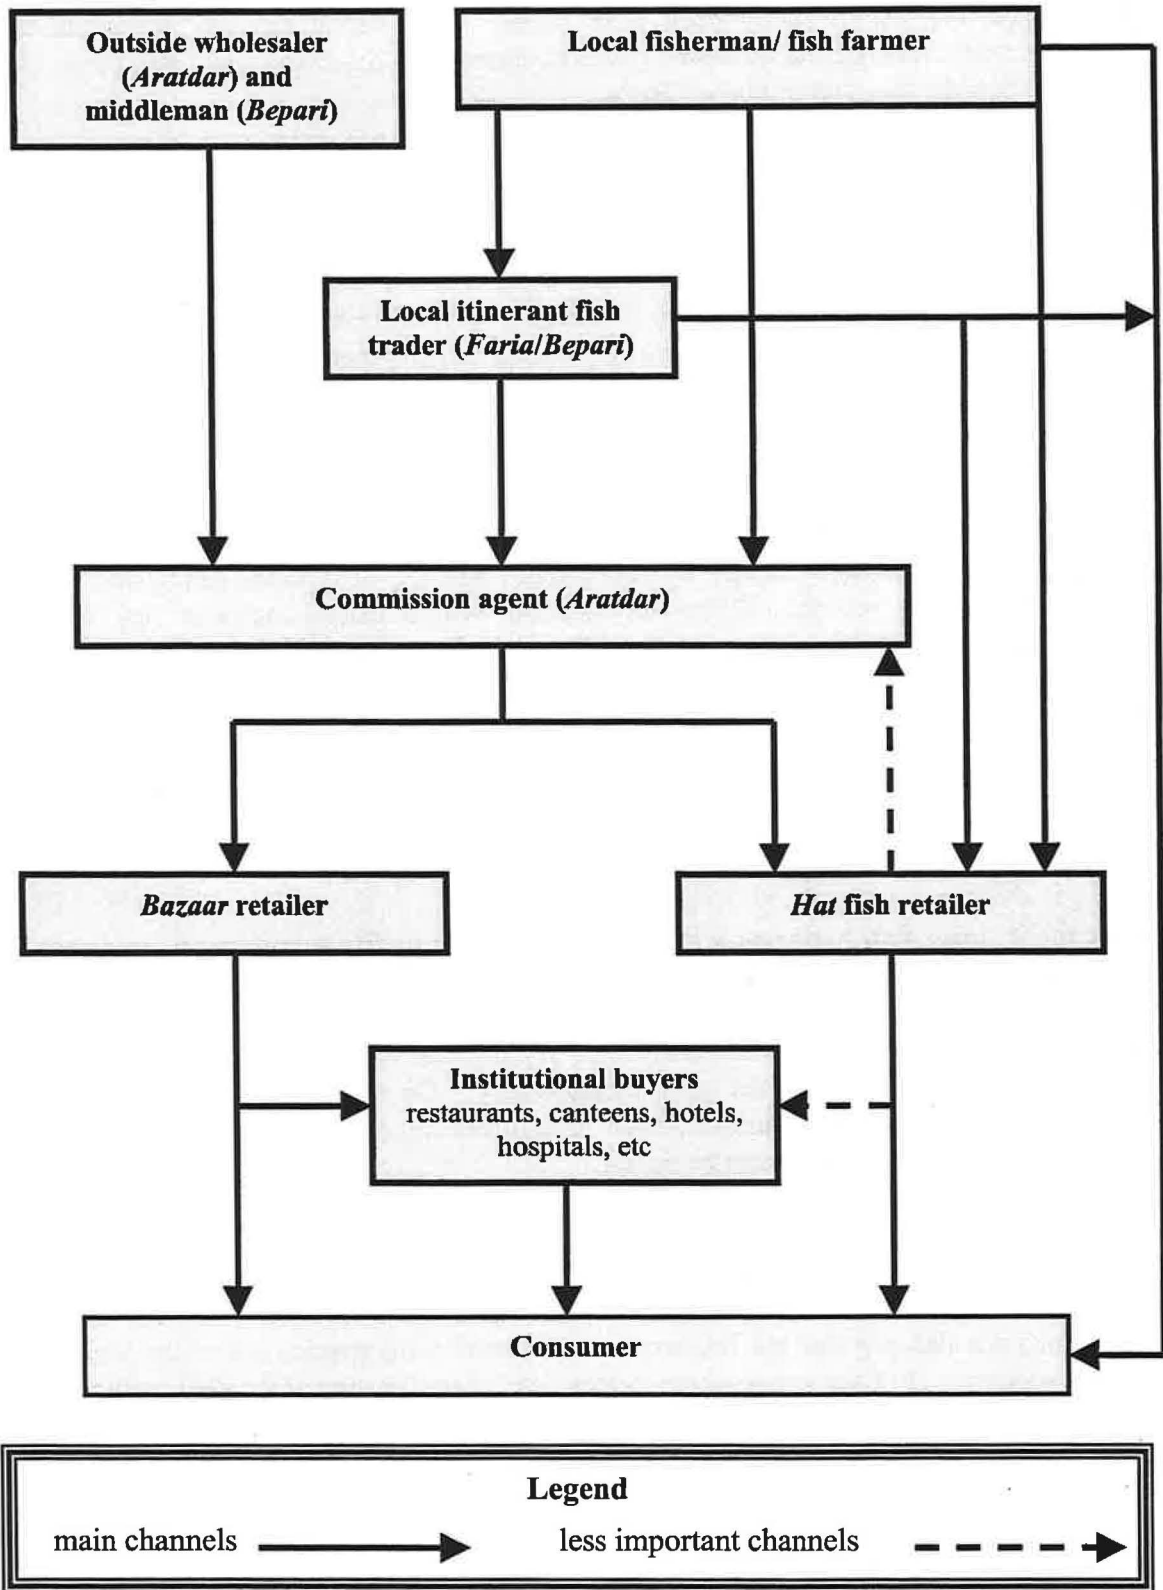 Outside wholesaler
(Aratdar) and
middleman (Bepari)
Local fisherman/ fish farmer
Local itinerant fish
trader (Faria/Bepari)
Commission agent (Aratdar)
Bazaar retailer
Hat fish retailer
Institutional buyers
restaurants, canteens, hotels,
hospitals, etc
Consumer
Legend
main channels
less important channels